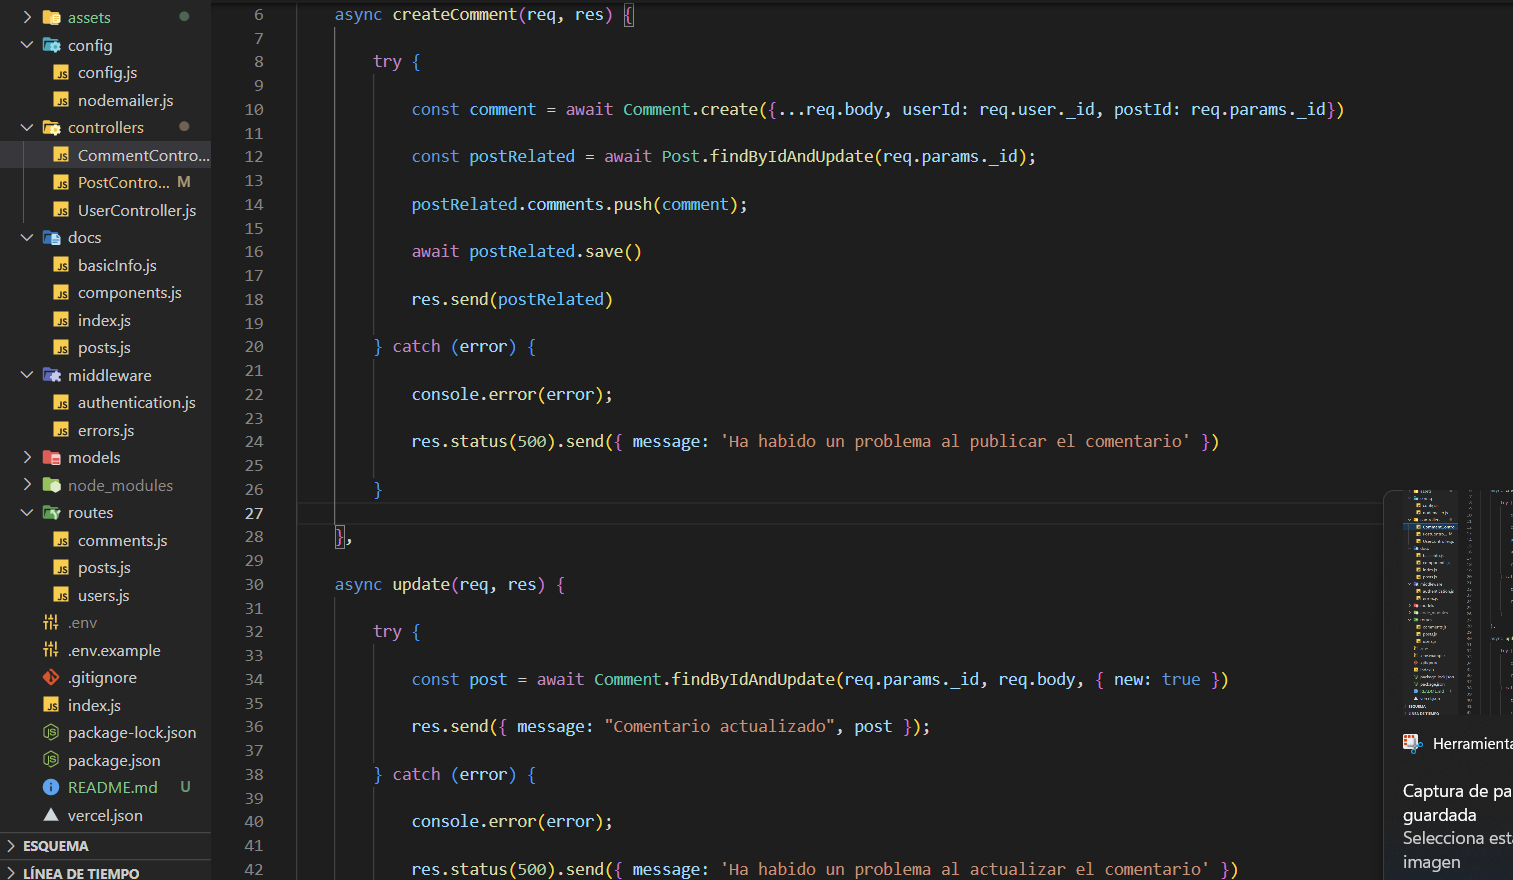 assets
config
config.js
nodemailer.js
controllers
CommentContro...
PostContro... M
UserController.js
docs
basicInfo.js
components.js
index.js
posts.js
middleware
authentication.js
errors.js
models
node_modules
routes
comments.js
posts.js
users.js
.env
.env.example
.gitignore
index.js
package-lock.json
package.json
README.md U
vercel.json
ESQUEMA
LÍNEA DE TIEMPO
6 async createComment(req, res) {
7
8 try {
9
10 const comment = await Comment.create({...req.body, userId: req.user._id, postId: req.params._id})
11
12 const postRelated = await Post.findByIdAndUpdate(req.params._id);
13
14 postRelated.comments.push(comment);
15
16 await postRelated.save()
17
18 res.send(postRelated)
19
20 } catch (error) {
21
22 console.error(error);
23
24 res.status(500).send({ message: 'Ha habido un problema al publicar el comentario' })
25
26 }
27
28 },
29
30 async update(req, res) {
31
32 try {
33
34 const post = await Comment.findByIdAndUpdate(req.params._id, req.body, { new: true })
35
36 res.send({ message: "Comentario actualizado", post });
37
38 } catch (error) {
39
40 console.error(error);
41
42 res.status(500).send({ message: 'Ha habido un problema al actualizar el comentario' })
Herramienta
Captura de pa
guardada
Selecciona est
imagen